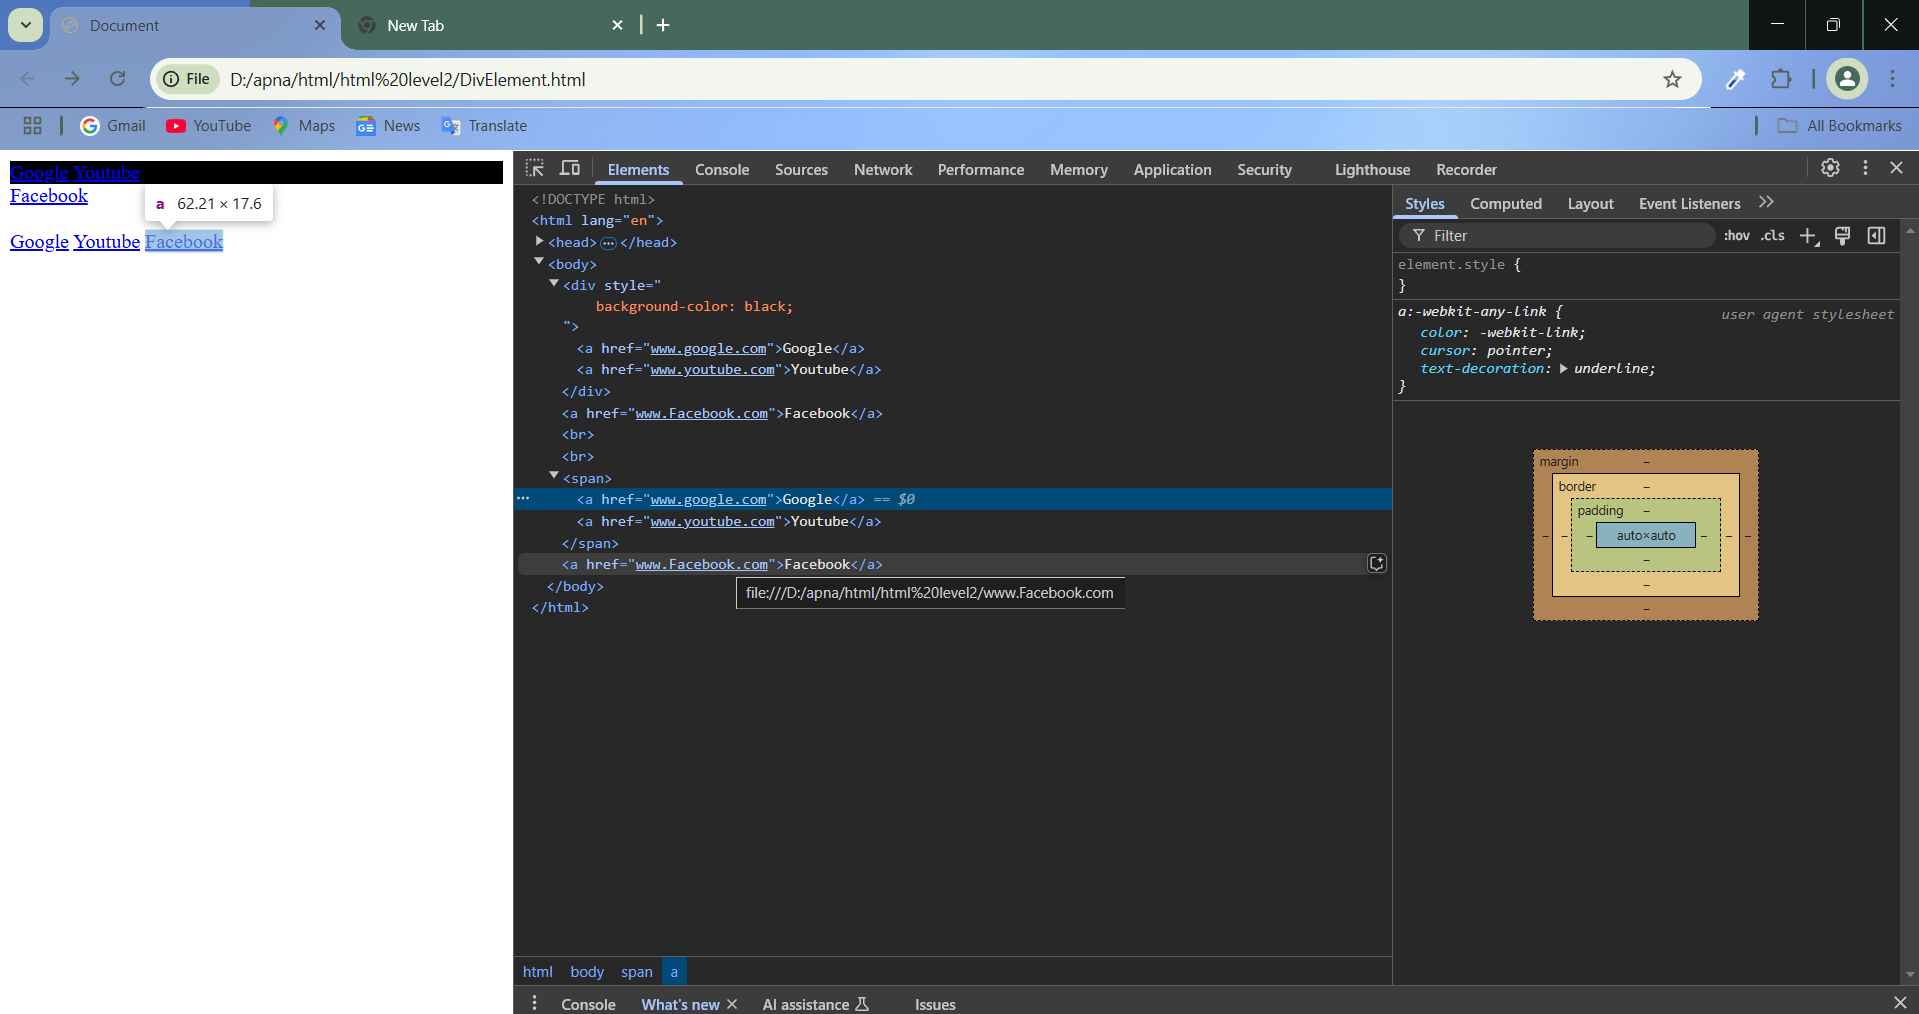 Document
New Tab
File D:/apna/html/html%20level2/DivElement.html
Gmail YouTube Maps News Translate All Bookmarks
Google Youtube
Facebook
a 62.21 × 17.6
Google Youtube Facebook
Elements Console Sources Network Performance Memory Application Security Lighthouse Recorder
<!DOCTYPE html>
<html lang="en">
<head> ⋯ </head>
<body>
<div style="
background-color: black;
">
<a href="www.google.com">Google</a>
<a href="www.youtube.com">Youtube</a>
</div>
<a href="www.Facebook.com">Facebook</a>
<br>
<br>
<span>
<a href="www.google.com">Google</a> == $0
<a href="www.youtube.com">Youtube</a>
</span>
<a href="www.Facebook.com">Facebook</a>
</body>
file:///D:/apna/html/html%20level2/www.Facebook.com
</html>
html body span a
Styles Computed Layout Event Listeners
Filter :hov .cls
element.style {
}
a:-webkit-any-link { user agent stylesheet
color: -webkit-link;
cursor: pointer;
text-decoration: underline;
}
margin –
border –
padding –
– – – auto×auto – – –
–
–
–
Console What's new AI assistance Issues